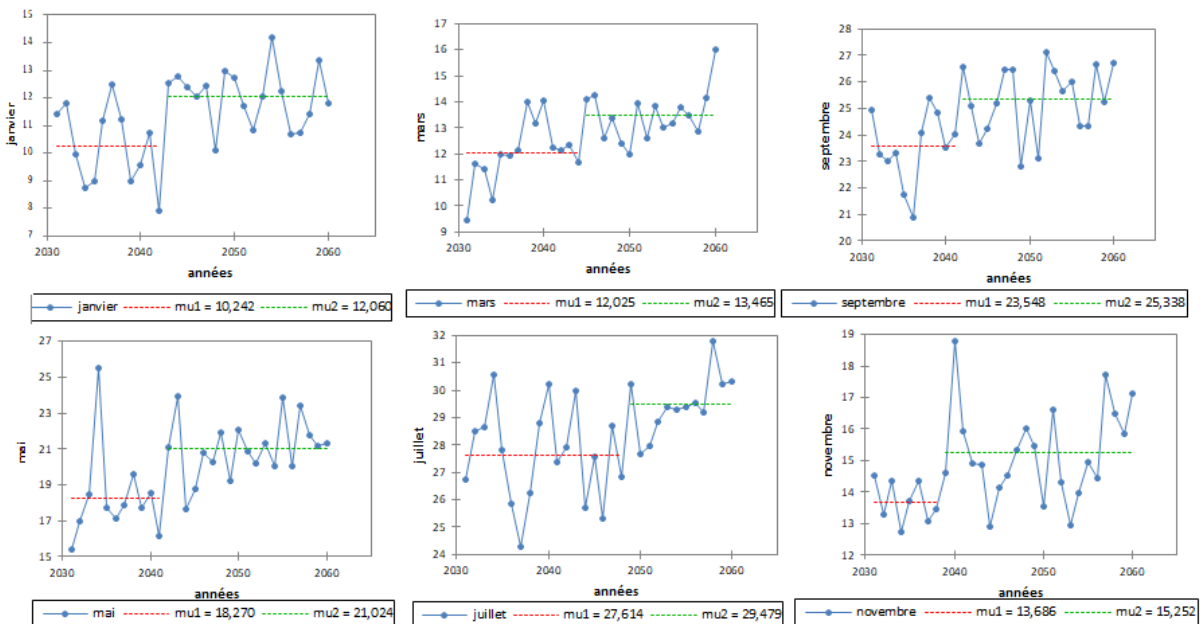 15
14
13
12
11
10
9
8
7
janvier
2030
2040
2050
2060
années
janvier
mu1 = 10,242
mu2 = 12,060
17
16
15
14
13
12
11
10
9
mars
2030
2040
2050
2060
années
mars
mu1 = 12,025
mu2 = 13,465
28
27
26
25
24
23
22
21
20
septembre
2030
2040
2050
2060
années
septembre
mu1 = 23,548
mu2 = 25,338
27
25
23
21
19
17
15
mai
2030
2040
2050
2060
années
mai
mu1 = 18,270
mu2 = 21,024
32
31
30
29
28
27
26
25
24
juillet
2030
2040
2050
2060
années
juillet
mu1 = 27,614
mu2 = 29,479
19
18
17
16
15
14
13
12
novembre
2030
2040
2050
2060
années
novembre
mu1 = 13,686
mu2 = 15,252